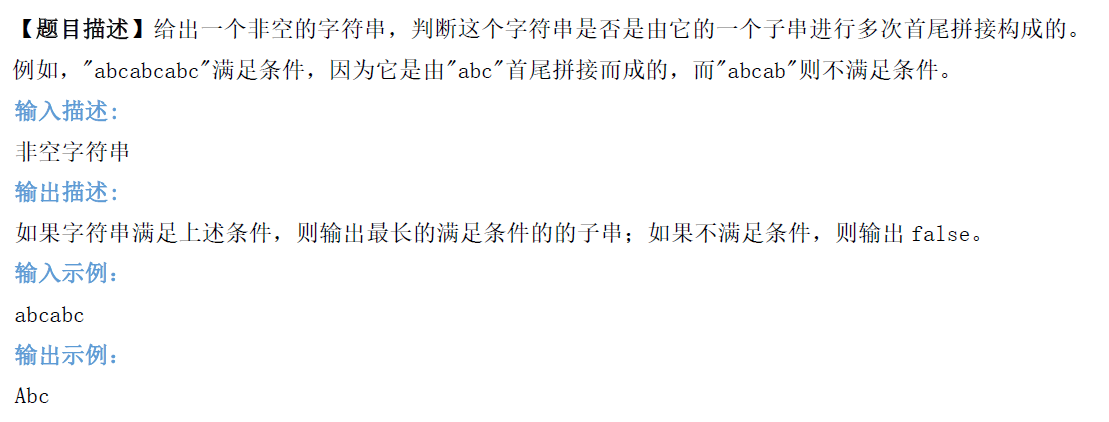 【题目描述】给出一个非空的字符串，判断这个字符串是否是由它的一个子串进行多次首尾拼接构成的。
例如，"abcabcabc"满足条件，因为它是由"abc"首尾拼接而成的，而"abcab"则不满足条件。
输入描述:
非空字符串
输出描述:
如果字符串满足上述条件，则输出最长的满足条件的的子串；如果不满足条件，则输出 false。
输入示例：
abcabc
输出示例：
Abc